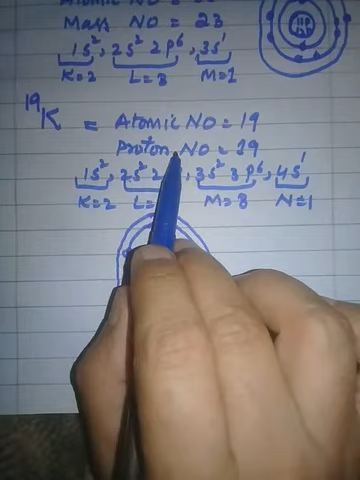 Mass NO = 23
1s², 2s² 2p⁶, 3s¹
K=2 L=8 M=1
¹⁹K = Atomic NO = 19
Proton NO = 39
1s², 2s² 2, 3s² 3p⁶, 4s¹
K=2 L= M=8 N=1